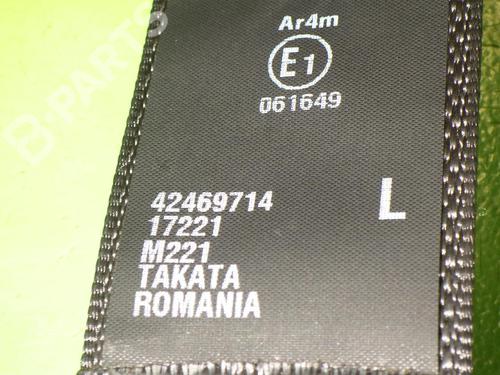 Ar4m
E1
061649
42469714
L
17221
M221
TAKATA
ROMANIA
B-PARTS